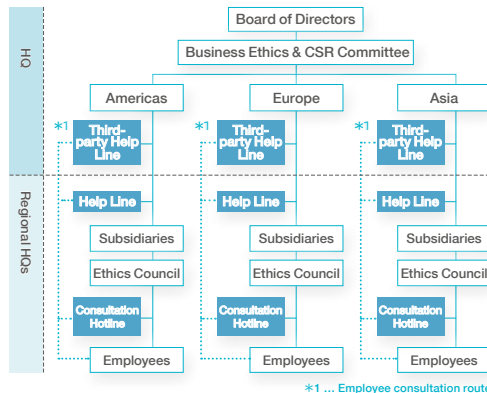 Board of Directors
Business Ethics & CSR Committee
HQ
Americas
Europe
Asia
*1
Third-
party Help
Line
*1
Third-
party Help
Line
*1
Third-
party Help
Line
Regional HQs
Help Line
Help Line
Help Line
Subsidiaries
Subsidiaries
Subsidiaries
Ethics Council
Ethics Council
Ethics Council
Consultation
Hotline
Consultation
Hotline
Consultation
Hotline
Employees
Employees
Employees
*1 ... Employee consultation route